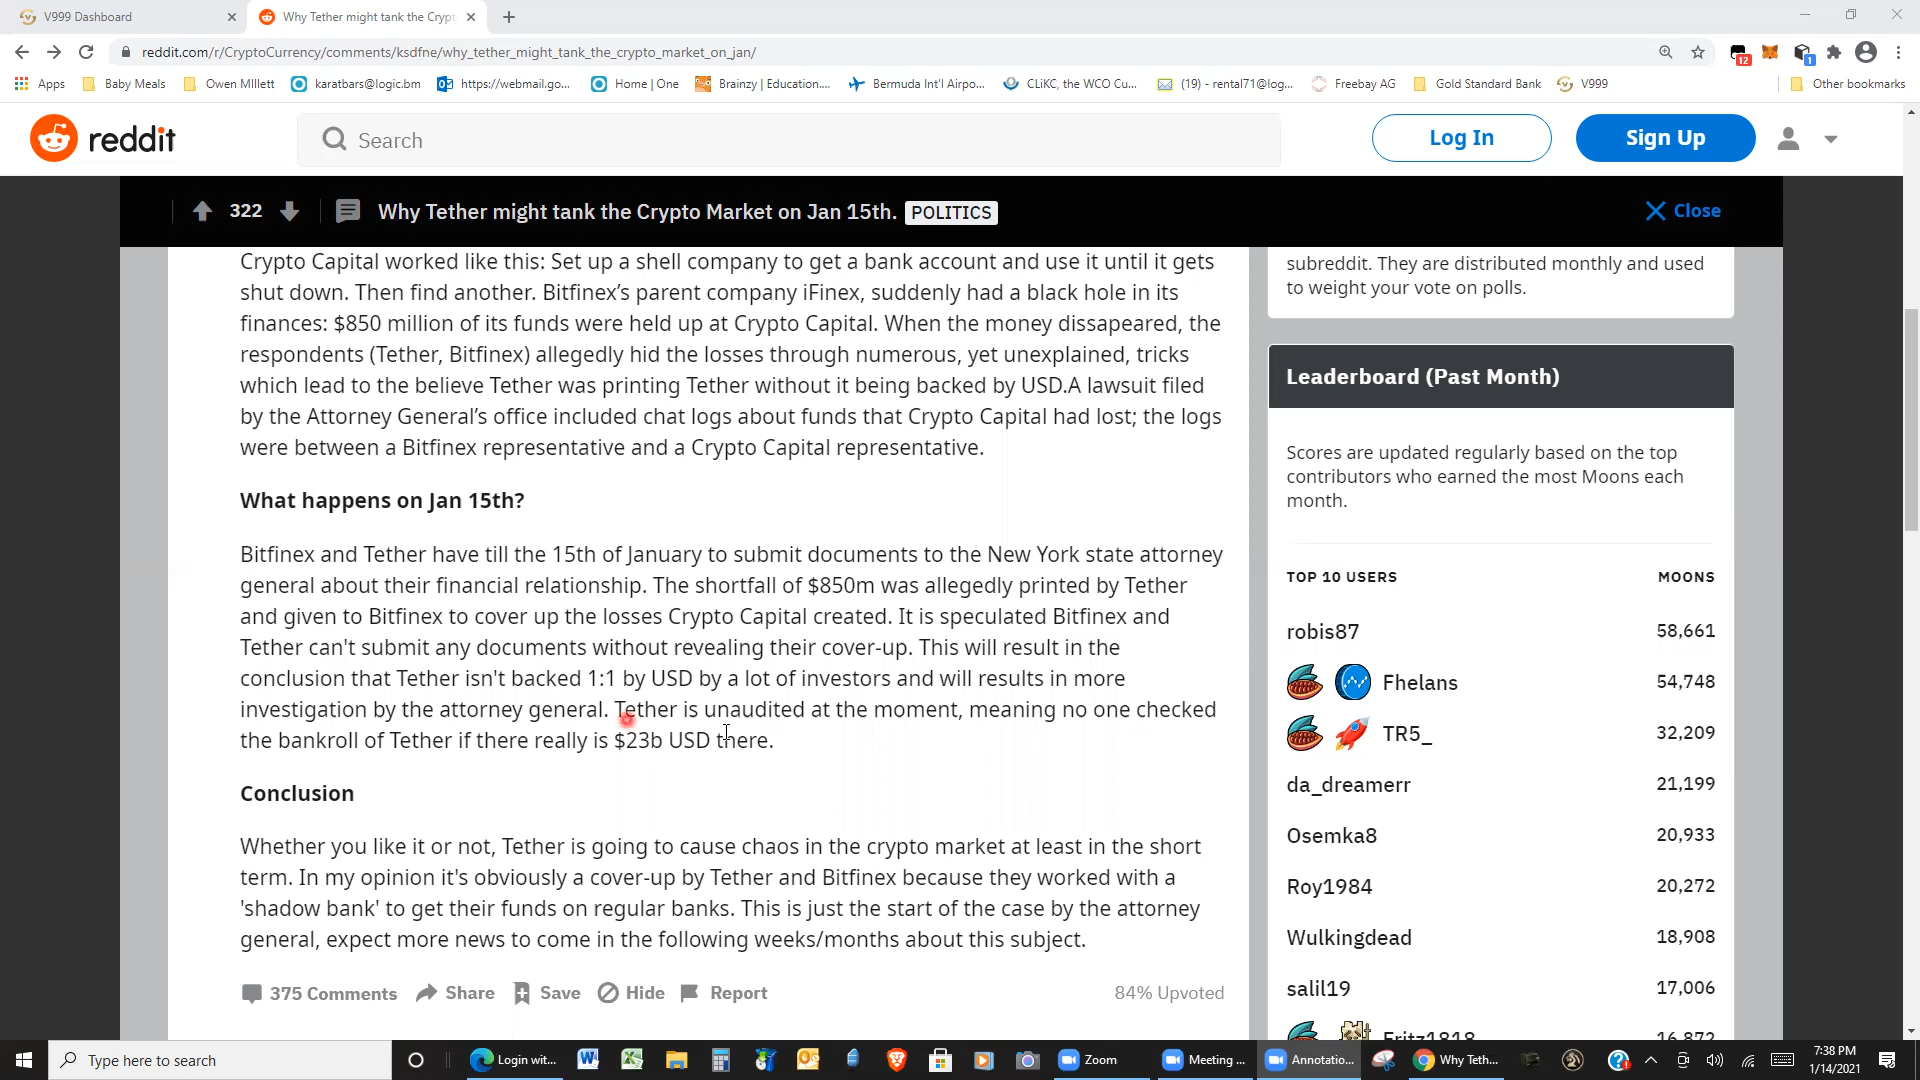 V999 Dashboard
Why Tether might tank the Crypt
reddit.com/r/CryptoCurrency/comments/ksdfne/why_tether_might_tank_the_crypto_market_on_jan/
12
1
Apps
Baby Meals
Owen MIllett
karatbars@logic.bm
https://webmail.go...
Home | One
Brainzy | Education....
Bermuda Int'l Airpo...
CLiKC, the WCO Cu...
(19) - rental71@log...
Freebay AG
Gold Standard Bank
V999
Other bookmarks
reddit
Search
Log In
Sign Up
322
Why Tether might tank the Crypto Market on Jan 15th. POLITICS
Close
Crypto Capital worked like this: Set up a shell company to get a bank account and use it until it gets
shut down. Then find another. Bitfinex’s parent company iFinex, suddenly had a black hole in its
finances: $850 million of its funds were held up at Crypto Capital. When the money dissapeared, the
respondents (Tether, Bitfinex) allegedly hid the losses through numerous, yet unexplained, tricks
which lead to the believe Tether was printing Tether without it being backed by USD.A lawsuit filed
by the Attorney General’s office included chat logs about funds that Crypto Capital had lost; the logs
were between a Bitfinex representative and a Crypto Capital representative.
What happens on Jan 15th?
Bitfinex and Tether have till the 15th of January to submit documents to the New York state attorney
general about their financial relationship. The shortfall of $850m was allegedly printed by Tether
and given to Bitfinex to cover up the losses Crypto Capital created. It is speculated Bitfinex and
Tether can't submit any documents without revealing their cover-up. This will result in the
conclusion that Tether isn't backed 1:1 by USD by a lot of investors and will results in more
investigation by the attorney general. Tether is unaudited at the moment, meaning no one checked
the bankroll of Tether if there really is $23b USD there.
Conclusion
Whether you like it or not, Tether is going to cause chaos in the crypto market at least in the short
term. In my opinion it's obviously a cover-up by Tether and Bitfinex because they worked with a
'shadow bank' to get their funds on regular banks. This is just the start of the case by the attorney
general, expect more news to come in the following weeks/months about this subject.
375 Comments
Share
Save
Hide
Report
84% Upvoted
subreddit. They are distributed monthly and used
to weight your vote on polls.
Leaderboard (Past Month)
Scores are updated regularly based on the top
contributors who earned the most Moons each
month.
TOP 10 USERS MOONS
robis87 58,661
Fhelans 54,748
TR5_ 32,209
da_dreamerr 21,199
Osemka8 20,933
Roy1984 20,272
Wulkingdead 18,908
salil19 17,006
Fritz1818 16,872
Type here to search
Login wit...
Zoom
Meeting ...
Annotatio...
Why Teth...
7:38 PM
1/14/2021